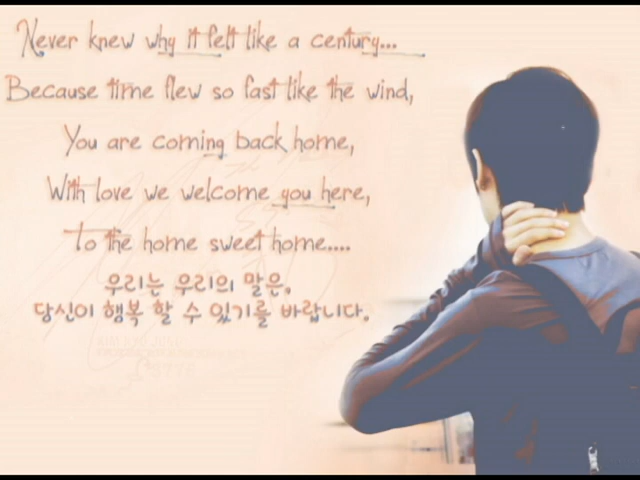 Never knew why it felt like a century...
Because time flew so fast like the wind,
You are coming back home,
With love we welcome you here,
To the home sweet home....
우리는 우리의 말은.
당신이 행복 할 수 있기를 바랍니다.